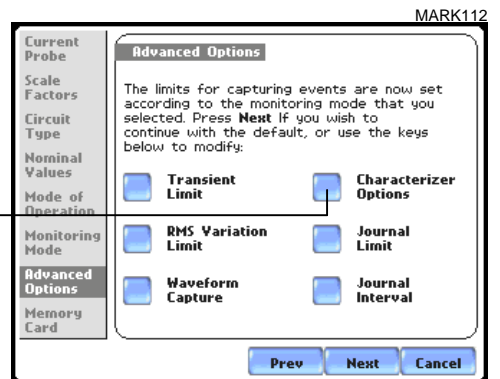 MARK112
Current
Probe
Scale
Factors
Circuit
Type
Nominal
Values
Mode of
Operation
Monitoring
Mode
Advanced
Options
Memory
Card
Advanced Options
The limits for capturing events are now set
according to the monitoring mode that you
selected. Press Next If you wish to
continue with the default, or use the keys
below to modify:
Transient
Limit
Characterizer
Options
RMS Variation
Limit
Journal
Limit
Waveform
Capture
Journal
Interval
Prev Next Cancel